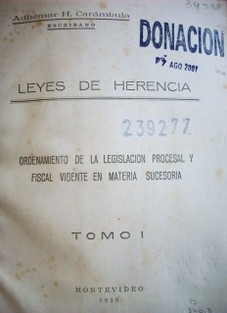 Adhémar H. Carámbula
ESCRIBANO
DONACION
AGO 2001
LEYES DE HERENCIA
239277
ORDENAMIENTO DE LA LEGISLACION PROCESAL Y
FISCAL VIGENTE EN MATERIA SUCESORIA
TOMO I
MONTEVIDEO